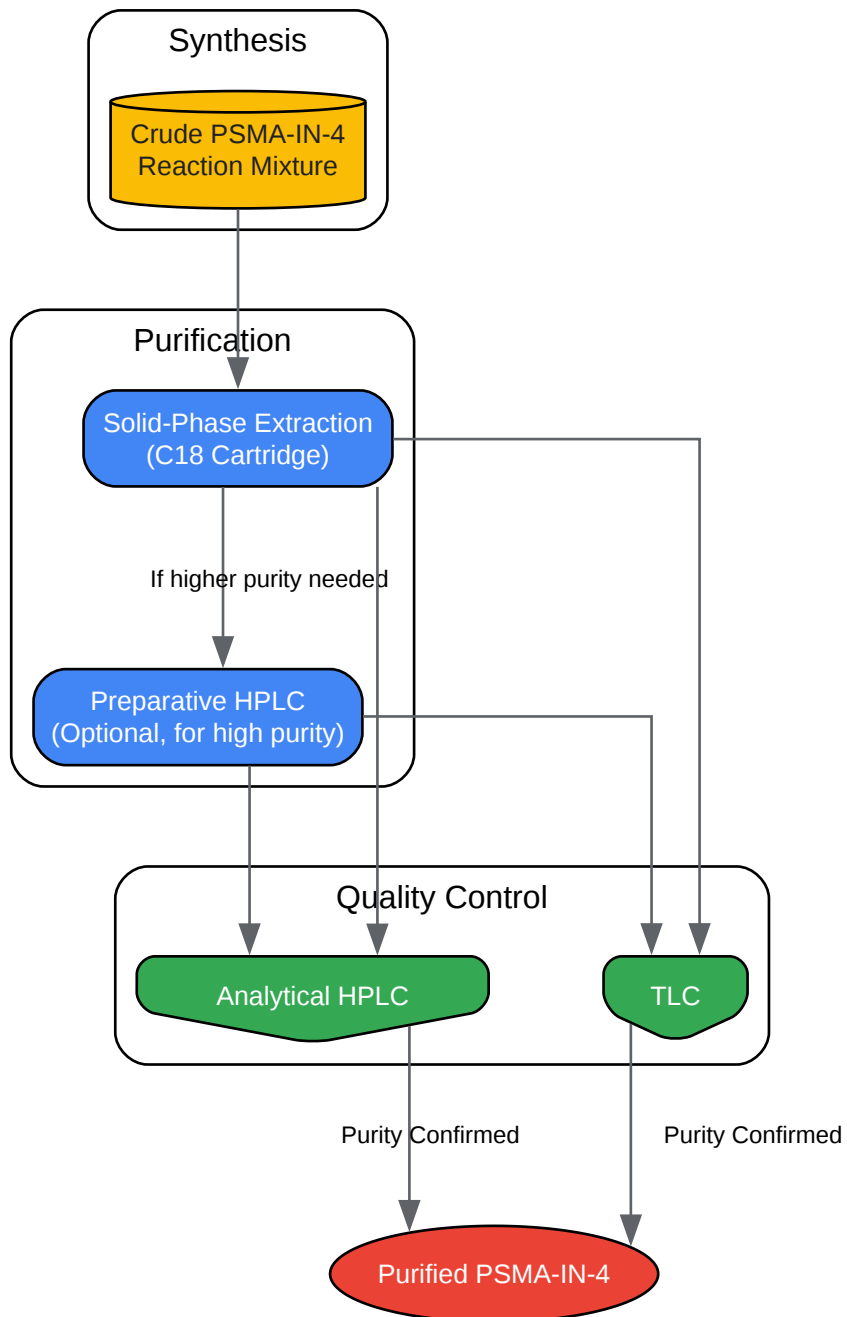 Synthesis
Crude PSMA-IN-4
Reaction Mixture
Purification
Solid-Phase Extraction
(C18 Cartridge)
If higher purity needed
Preparative HPLC
(Optional, for high purity)
Quality Control
Analytical HPLC
TLC
Purity Confirmed
Purity Confirmed
Purified PSMA-IN-4